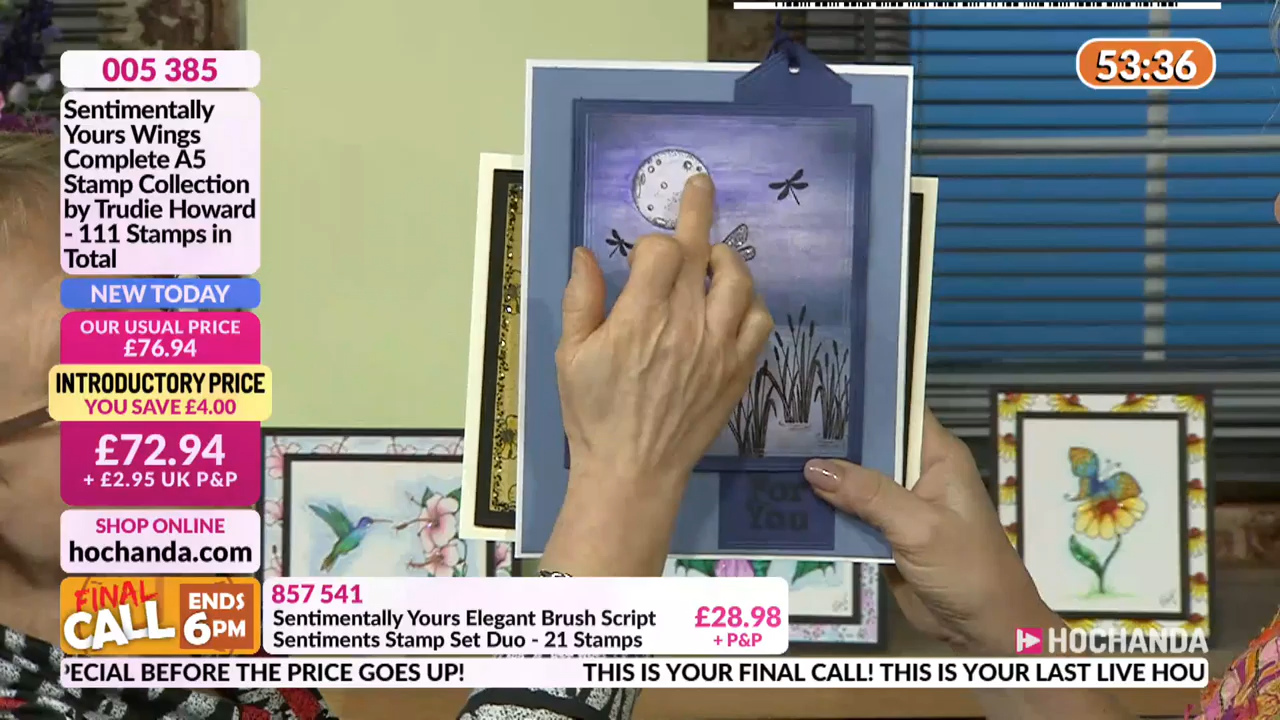 005 385
53:36
Sentimentally
Yours Wings
Complete A5
Stamp Collection
by Trudie Howard
- 111 Stamps in
Total
NEW TODAY
OUR USUAL PRICE
£76.94
INTRODUCTORY PRICE
YOU SAVE £4.00
£72.94
+ £2.95 UK P&P
SHOP ONLINE
hochanda.com
For
You
FINAL
CALL
ENDS
6PM
857 541
Sentimentally Yours Elegant Brush Script
Sentiments Stamp Set Duo - 21 Stamps
£28.98
+ P&P
HOCHANDA
PECIAL BEFORE THE PRICE GOES UP! THIS IS YOUR FINAL CALL! THIS IS YOUR LAST LIVE HOU